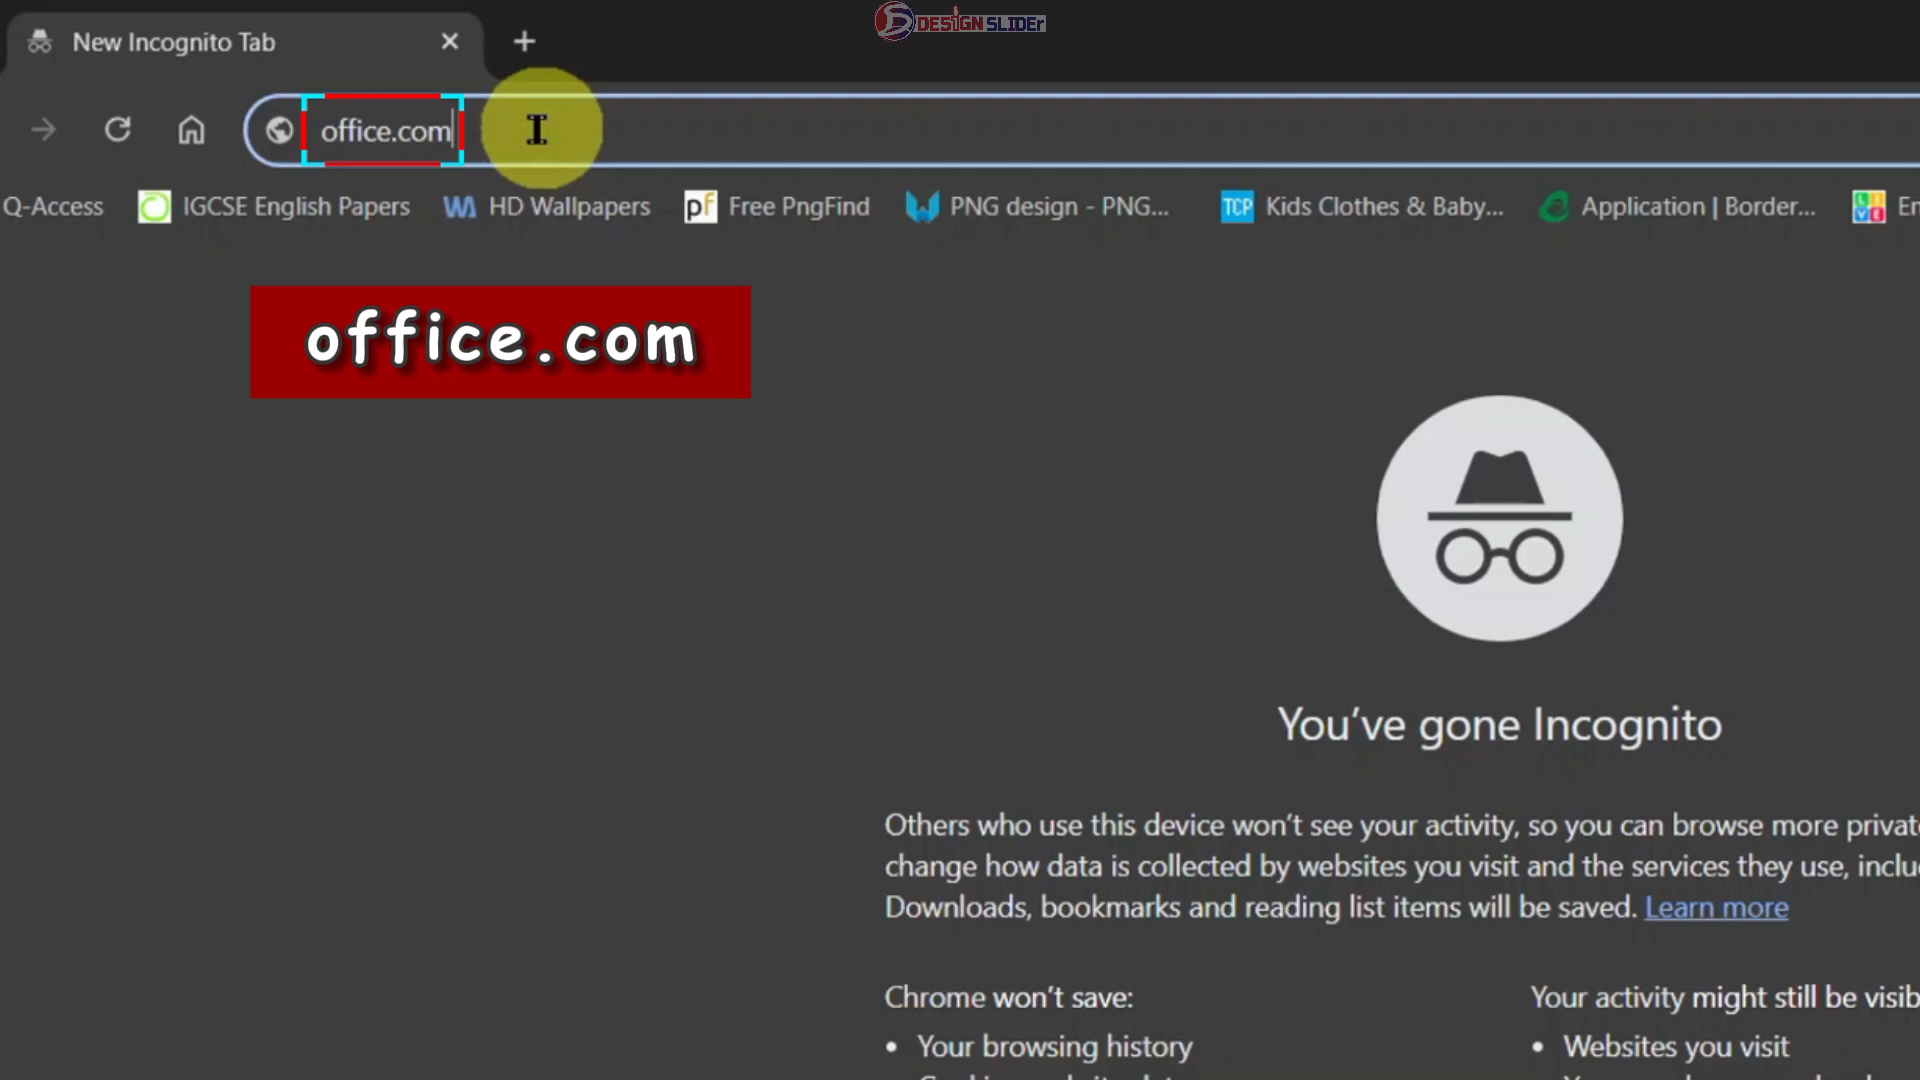 DESIGN SLIDER
New Incognito Tab
office.com
Q-Access IGCSE English Papers HD Wallpapers pf Free PngFind PNG design - PNG... TCP Kids Clothes & Baby... Application | Border... LIVE
office.com
You've gone Incognito
Others who use this device won't see your activity, so you can browse more
change how data is collected by websites you visit and the services they use,
Downloads, bookmarks and reading list items will be saved. Learn more
Chrome won't save: Your activity might still be
• Your browsing history • Websites you visit